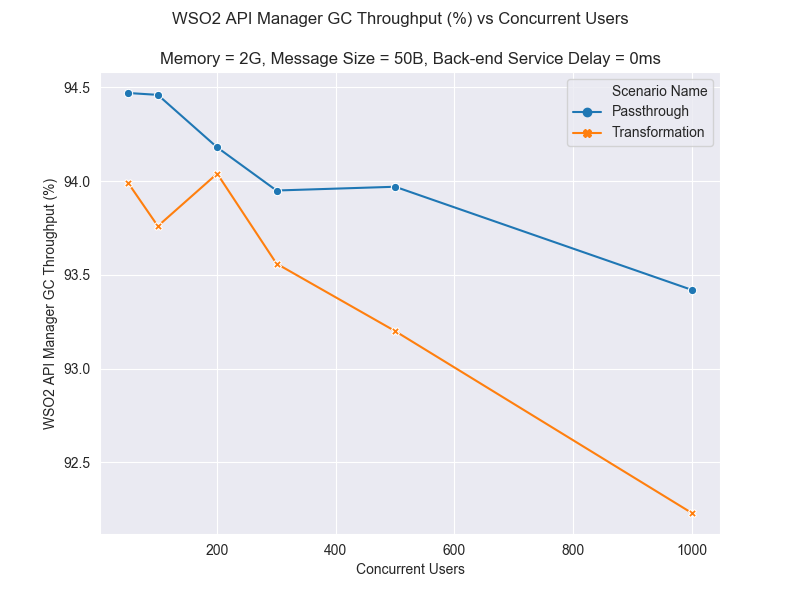 WSO2 API Manager GC Throughput (%) vs Concurrent Users
Memory = 2G, Message Size = 50B, Back-end Service Delay = 0ms
Scenario Name
Passthrough
Transformation
WSO2 API Manager GC Throughput (%)
94.5
94.0
93.5
93.0
92.5
200 400 600 800 1000
Concurrent Users